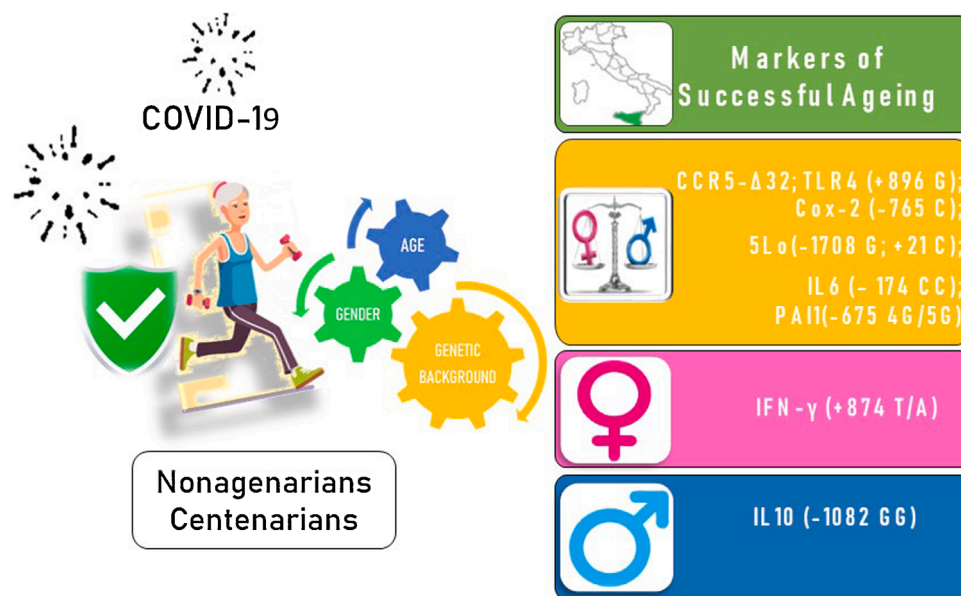 COVID-19
AGE
GENDER
GENETIC
BACKGROUND
Nonagenarians
Centenarians
Markers of
Successful Ageing
CCR5-Δ32; TLR4 (+896 G);
Cox-2 (-765 C);
5Lo(-1708 G; +21 C);
IL6 (- 174 CC);
PAI1(-675 4G/5G)
IFN-γ (+874 T/A)
IL10 (-1082 GG)